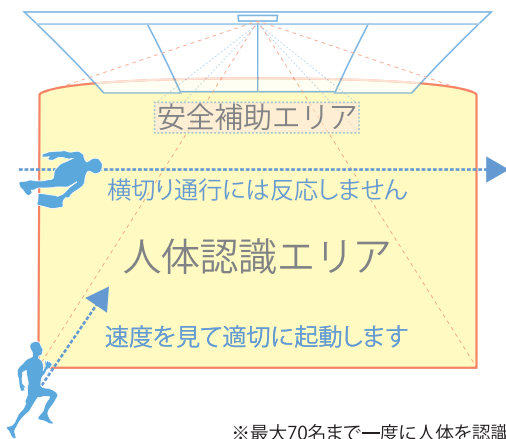 安全補助エリア
横切り通行には反応しません
人体認識エリア
速度を見て適切に起動します
※最大70名まで一度に人体を認識